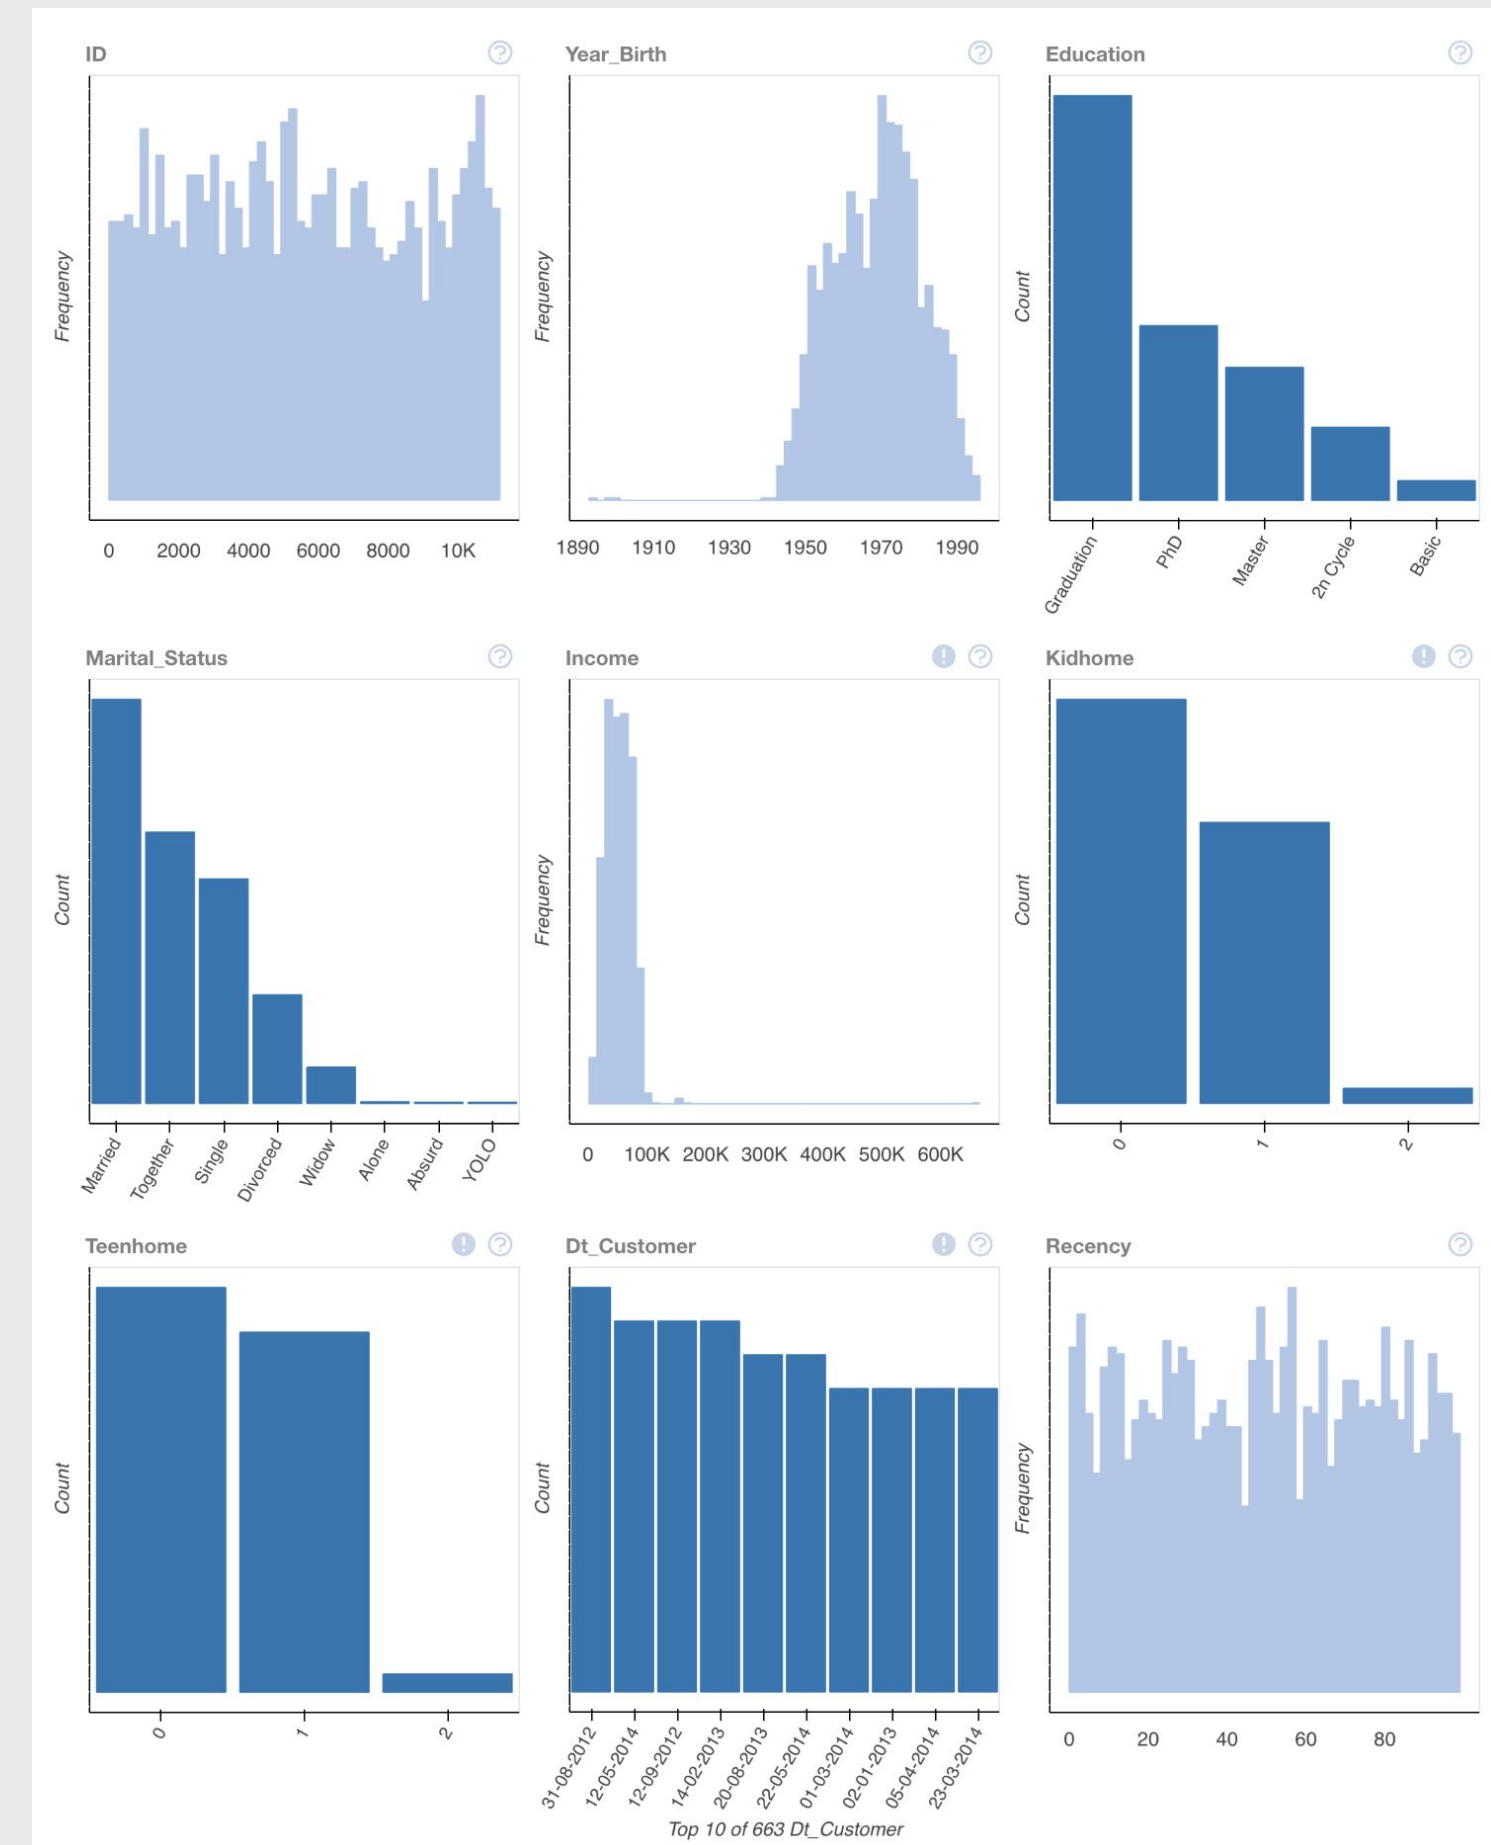 ID
?
Year_Birth
?
Education
?
Frequency
0 2000 4000 6000 8000 10K
Frequency
1890 1910 1930 1950 1970 1990
Count
Graduation
PhD
Master
2n Cycle
Basic
Marital_Status
?
Income
! ?
Kidhome
! ?
Count
Married
Together
Single
Divorced
Widow
Alone
Absurd
YOLO
Frequency
0 100K 200K 300K 400K 500K 600K
Count
0
1
2
Teenhome
! ?
Dt_Customer
! ?
Recency
?
Count
0
1
2
Count
31-08-2012
12-05-2014
12-09-2012
14-02-2013
20-08-2013
22-05-2014
01-03-2014
02-01-2013
05-04-2014
23-03-2014
Top 10 of 663 Dt_Customer
Frequency
0 20 40 60 80